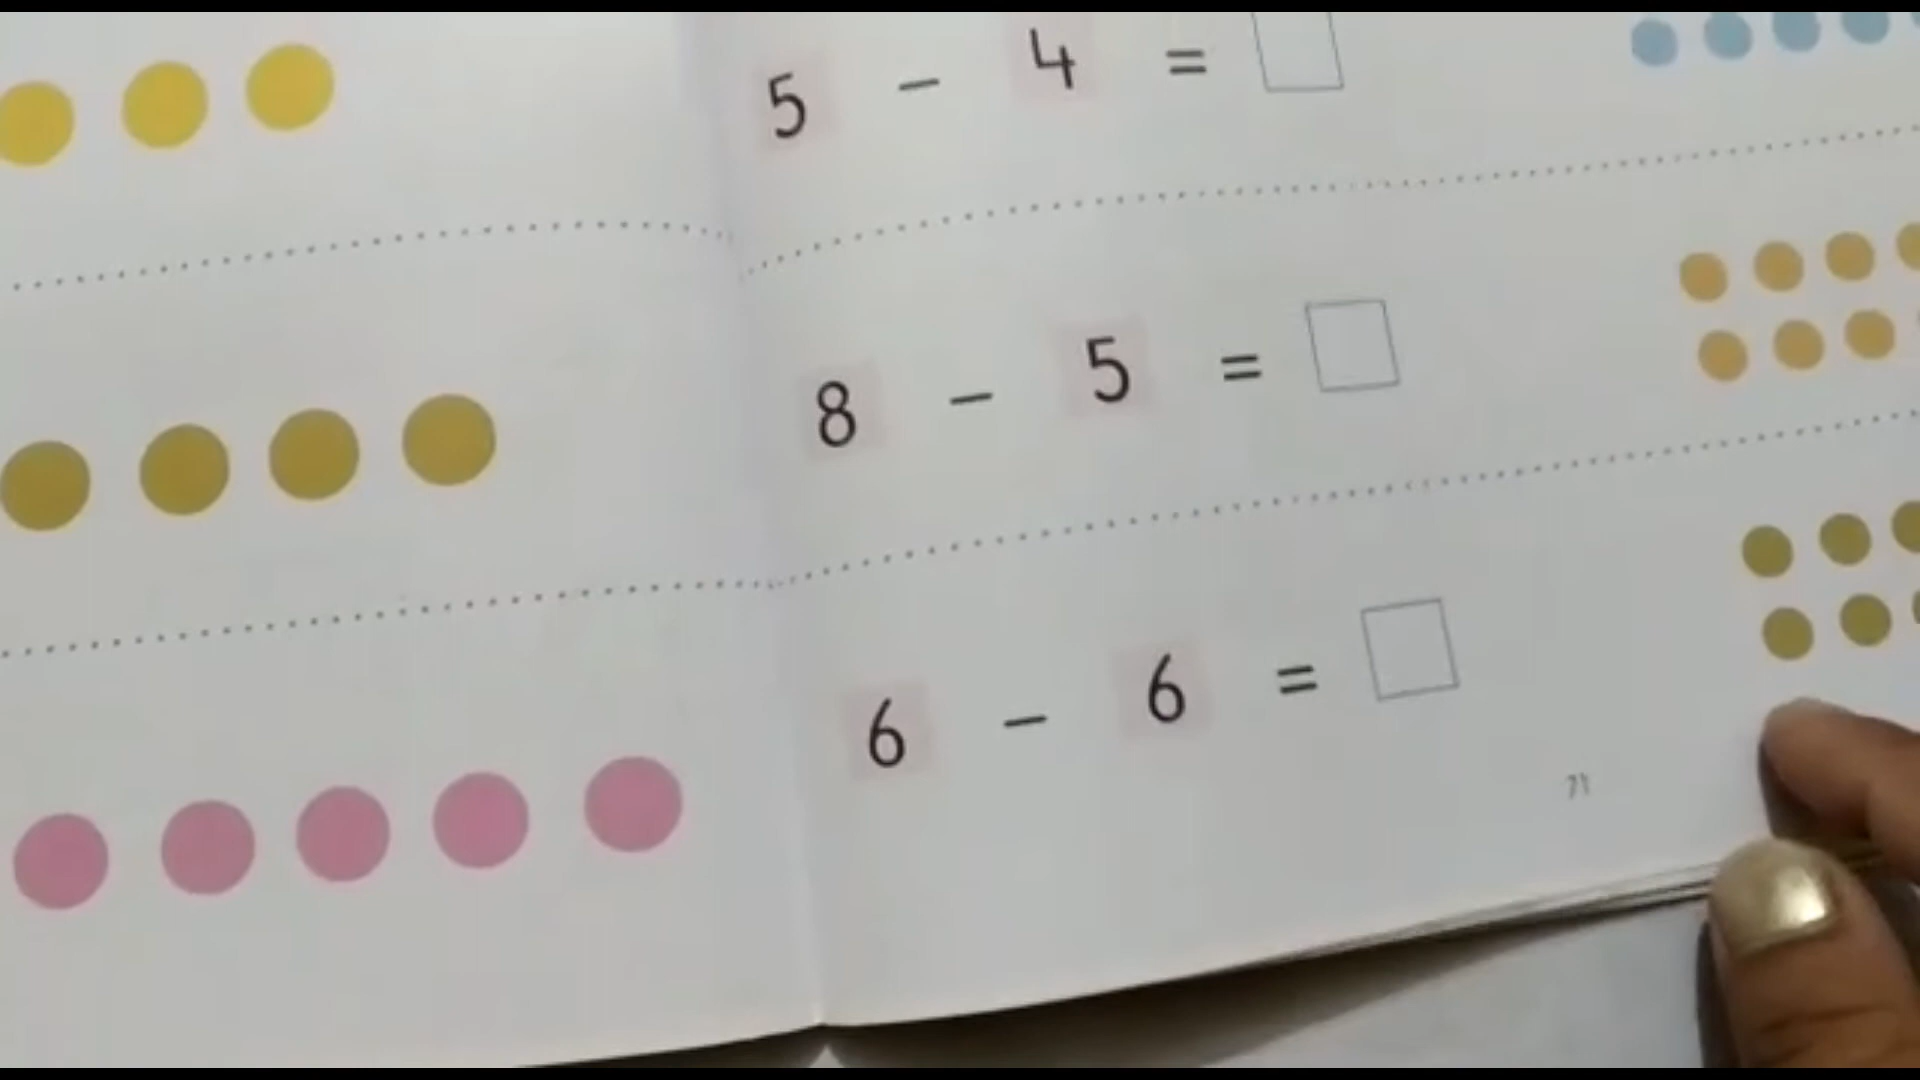 5 - 4 =
8 - 5 =
6 - 6 =
71